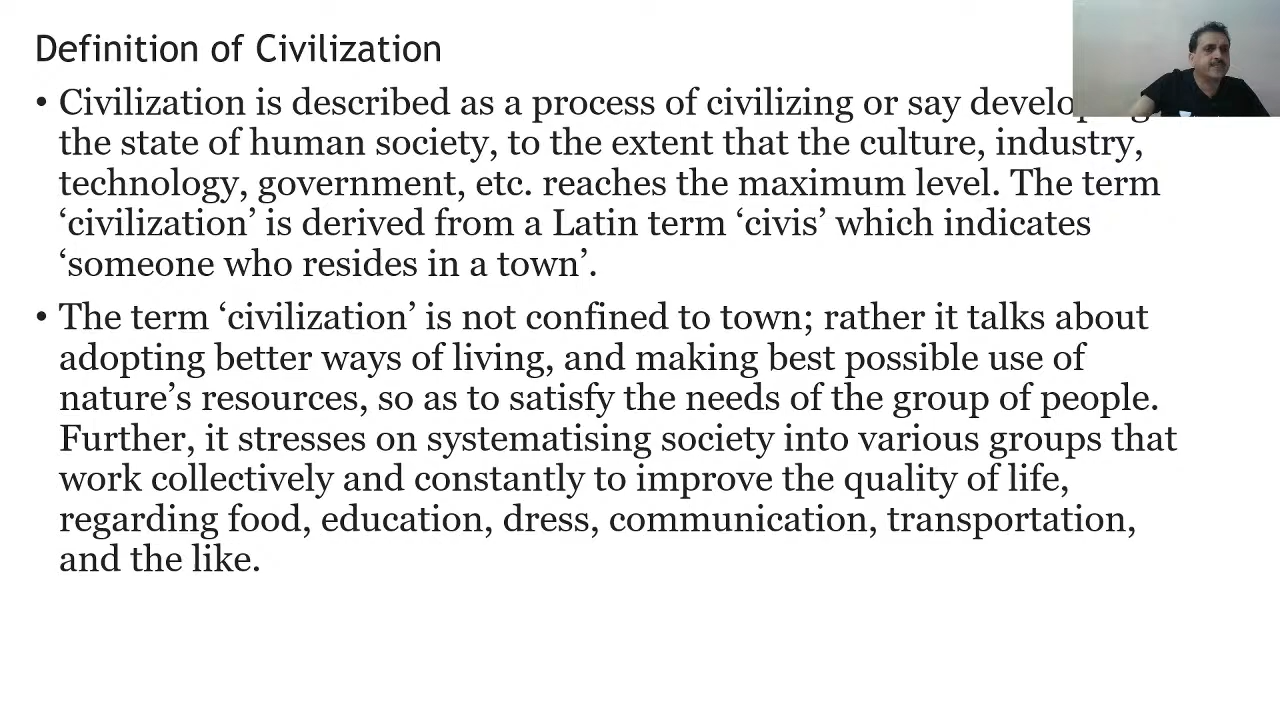 Definition of Civilization
• Civilization is described as a process of civilizing or say
the state of human society, to the extent that the culture, industry,
technology, government, etc. reaches the maximum level. The term
‘civilization’ is derived from a Latin term ‘civis’ which indicates
‘someone who resides in a town’.
• The term ‘civilization’ is not confined to town; rather it talks about
adopting better ways of living, and making best possible use of
nature’s resources, so as to satisfy the needs of the group of people.
Further, it stresses on systematising society into various groups that
work collectively and constantly to improve the quality of life,
regarding food, education, dress, communication, transportation,
and the like.